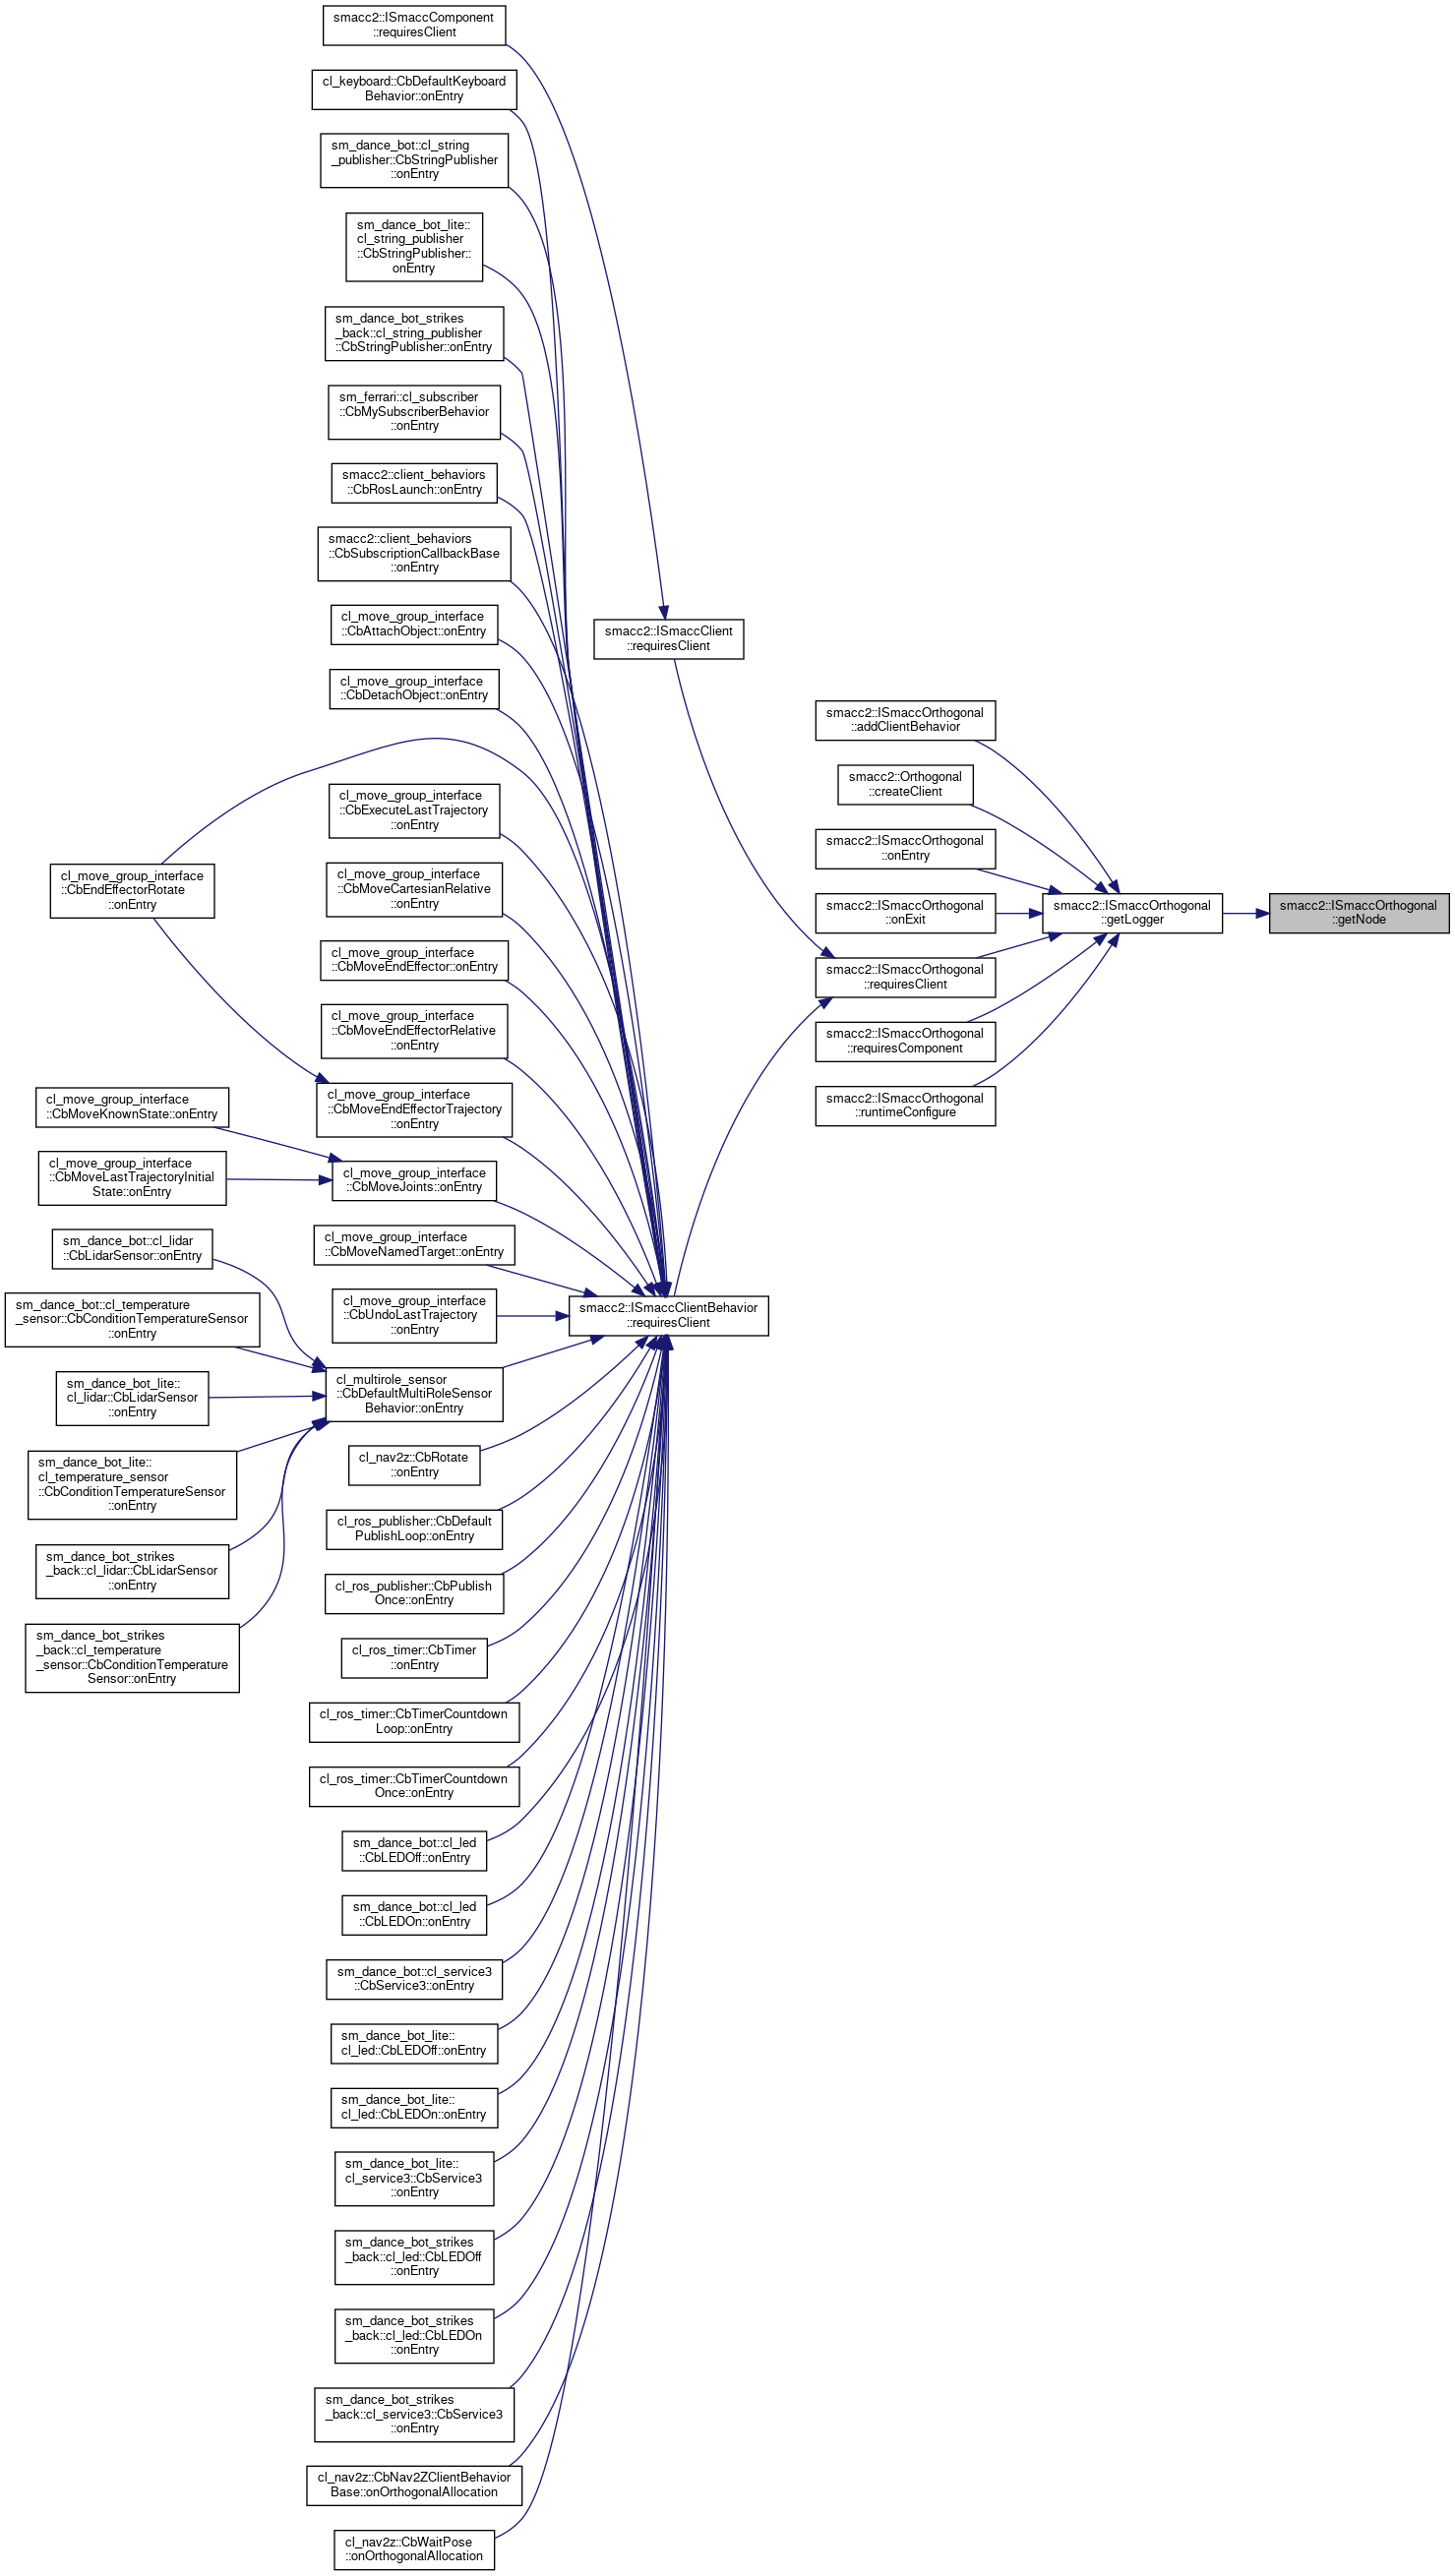 smacc2::ISmaccComponent
::requiresClient
cl_keyboard::CbDefaultKeyboard
Behavior::onEntry
sm_dance_bot::cl_string
_publisher::CbStringPublisher
::onEntry
sm_dance_bot_lite::
cl_string_publisher
::CbStringPublisher::
onEntry
sm_dance_bot_strikes
_back::cl_string_publisher
::CbStringPublisher::onEntry
sm_ferrari::cl_subscriber
::CbMySubscriberBehavior
::onEntry
smacc2::client_behaviors
::CbRosLaunch::onEntry
smacc2::client_behaviors
::CbSubscriptionCallbackBase
::onEntry
cl_move_group_interface
::CbAttachObject::onEntry
cl_move_group_interface
::CbDetachObject::onEntry
cl_move_group_interface
::CbExecuteLastTrajectory
::onEntry
cl_move_group_interface
::CbMoveCartesianRelative
::onEntry
cl_move_group_interface
::CbEndEffectorRotate
::onEntry
cl_move_group_interface
::CbMoveEndEffector::onEntry
cl_move_group_interface
::CbMoveEndEffectorRelative
::onEntry
cl_move_group_interface
::CbMoveEndEffectorTrajectory
::onEntry
cl_move_group_interface
::CbMoveKnownState::onEntry
cl_move_group_interface
::CbMoveLastTrajectoryInitial
State::onEntry
cl_move_group_interface
::CbMoveJoints::onEntry
cl_move_group_interface
::CbMoveNamedTarget::onEntry
cl_move_group_interface
::CbUndoLastTrajectory
::onEntry
sm_dance_bot::cl_lidar
::CbLidarSensor::onEntry
sm_dance_bot::cl_temperature
_sensor::CbConditionTemperatureSensor
::onEntry
sm_dance_bot_lite::
cl_lidar::CbLidarSensor
::onEntry
sm_dance_bot_lite::
cl_temperature_sensor
::CbConditionTemperatureSensor
::onEntry
sm_dance_bot_strikes
_back::cl_lidar::CbLidarSensor
::onEntry
sm_dance_bot_strikes
_back::cl_temperature
_sensor::CbConditionTemperature
Sensor::onEntry
cl_multirole_sensor
::CbDefaultMultiRoleSensor
Behavior::onEntry
cl_nav2z::CbRotate
::onEntry
cl_ros_publisher::CbDefault
PublishLoop::onEntry
cl_ros_publisher::CbPublish
Once::onEntry
cl_ros_timer::CbTimer
::onEntry
cl_ros_timer::CbTimerCountdown
Loop::onEntry
cl_ros_timer::CbTimerCountdown
Once::onEntry
sm_dance_bot::cl_led
::CbLEDOff::onEntry
sm_dance_bot::cl_led
::CbLEDOn::onEntry
sm_dance_bot::cl_service3
::CbService3::onEntry
sm_dance_bot_lite::
cl_led::CbLEDOff::onEntry
sm_dance_bot_lite::
cl_led::CbLEDOn::onEntry
sm_dance_bot_lite::
cl_service3::CbService3
::onEntry
sm_dance_bot_strikes
_back::cl_led::CbLEDOff
::onEntry
sm_dance_bot_strikes
_back::cl_led::CbLEDOn
::onEntry
sm_dance_bot_strikes
_back::cl_service3::CbService3
::onEntry
cl_nav2z::CbNav2ZClientBehavior
Base::onOrthogonalAllocation
cl_nav2z::CbWaitPose
::onOrthogonalAllocation
smacc2::ISmaccClient
::requiresClient
smacc2::ISmaccClientBehavior
::requiresClient
smacc2::ISmaccOrthogonal
::addClientBehavior
smacc2::Orthogonal
::createClient
smacc2::ISmaccOrthogonal
::onEntry
smacc2::ISmaccOrthogonal
::onExit
smacc2::ISmaccOrthogonal
::requiresClient
smacc2::ISmaccOrthogonal
::requiresComponent
smacc2::ISmaccOrthogonal
::runtimeConfigure
smacc2::ISmaccOrthogonal
::getLogger
smacc2::ISmaccOrthogonal
::getNode